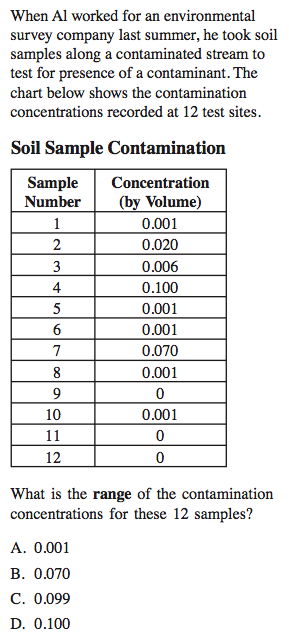 When Al worked for an environmental
survey company last summer, he took soil
samples along a contaminated stream to
test for presence of a contaminant. The
chart below shows the contamination
concentrations recorded at 12 test sites.
Soil Sample Contamination
Sample Number Concentration (by Volume)
1 0.001
2 0.020
3 0.006
4 0.100
5 0.001
6 0.001
7 0.070
8 0.001
9 0
10 0.001
11 0
12 0
What is the range of the contamination
concentrations for these 12 samples?
A. 0.001
B. 0.070
C. 0.099
D. 0.100